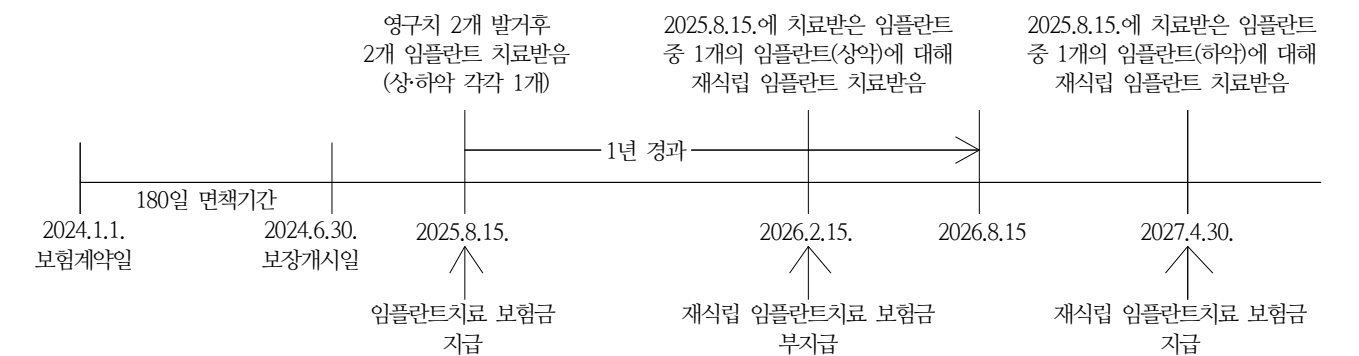 영구치 2개 발거후
2개 임플란트 치료받음
(상·하악 각각 1개)
2025.8.15.에 치료받은 임플란트
중 1개의 임플란트(상악)에 대해
재식립 임플란트 치료받음
2025.8.15.에 치료받은 임플란트
중 1개의 임플란트(하악)에 대해
재식립 임플란트 치료받음
1년 경과
180일 면책기간
2024.1.1.
보험계약일
2024.6.30.
보장개시일
2025.8.15.
2026.2.15.
2026.8.15
2027.4.30.
임플란트치료 보험금
지급
재식립 임플란트치료 보험금
부지급
재식립 임플란트치료 보험금
지급